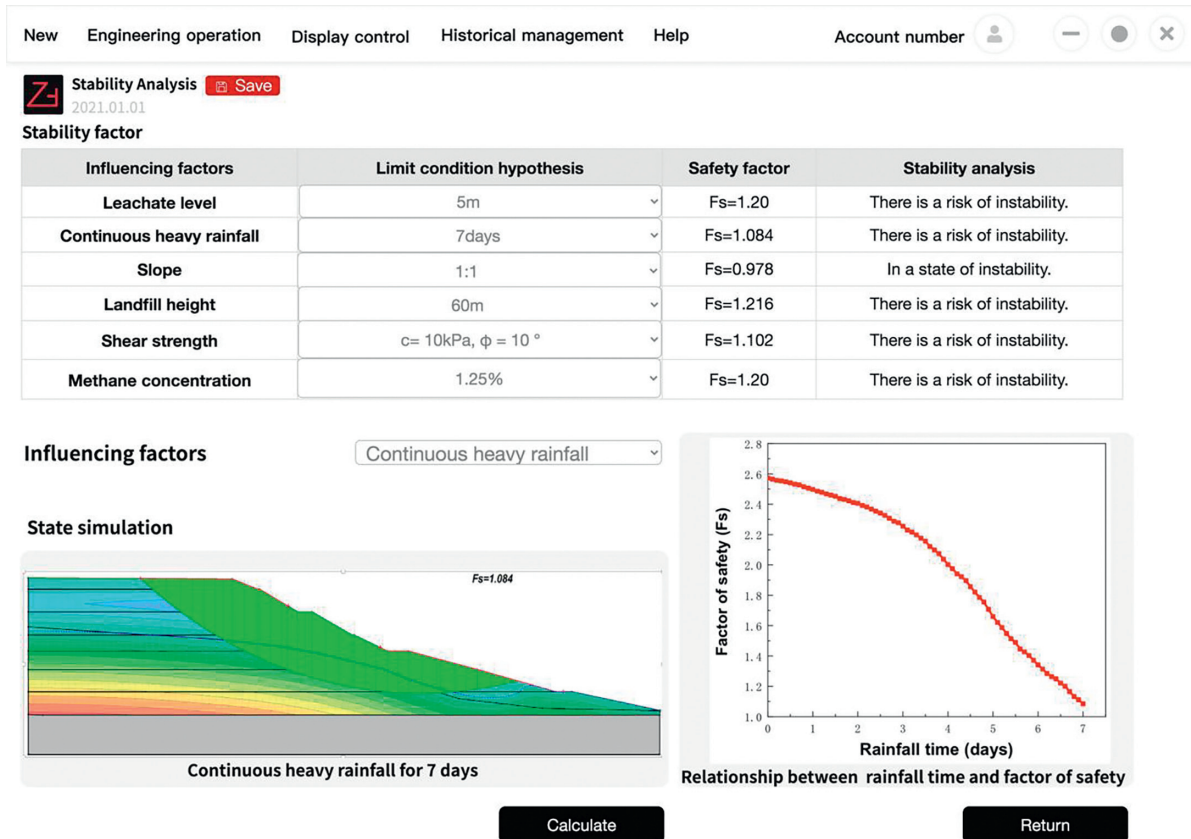 New Engineering operation Display control Historical management Help Account number
Stability Analysis Save
2021.01.01
Stability factor
Influencing factors Limit condition hypothesis Safety factor Stability analysis
Leachate level 5m Fs=1.20 There is a risk of instability.
Continuous heavy rainfall 7days Fs=1.084 There is a risk of instability.
Slope 1:1 Fs=0.978 In a state of instability.
Landfill height 60m Fs=1.216 There is a risk of instability.
Shear strength c= 10kPa, ϕ = 10 ° Fs=1.102 There is a risk of instability.
Methane concentration 1.25% Fs=1.20 There is a risk of instability.
Influencing factors Continuous heavy rainfall
State simulation
Fs=1.084
Continuous heavy rainfall for 7 days
Factor of safety (Fs)
2.8
2.6
2.4
2.2
2.0
1.8
1.6
1.4
1.2
1.0
0 1 2 3 4 5 6 7
Rainfall time (days)
Relationship between rainfall time and factor of safety
Calculate Return